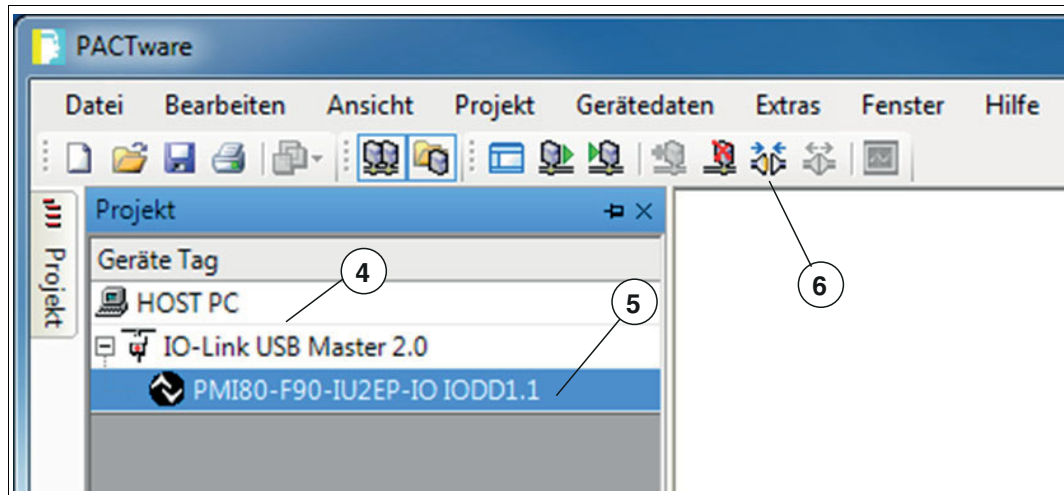 PACTware
Datei Bearbeiten Ansicht Projekt Gerätedaten Extras Fenster Hilfe
Projekt
Projekt
Geräte Tag
4
HOST PC
5
6
IO-Link USB Master 2.0
PMI80-F90-IU2EP-IO IODD1.1